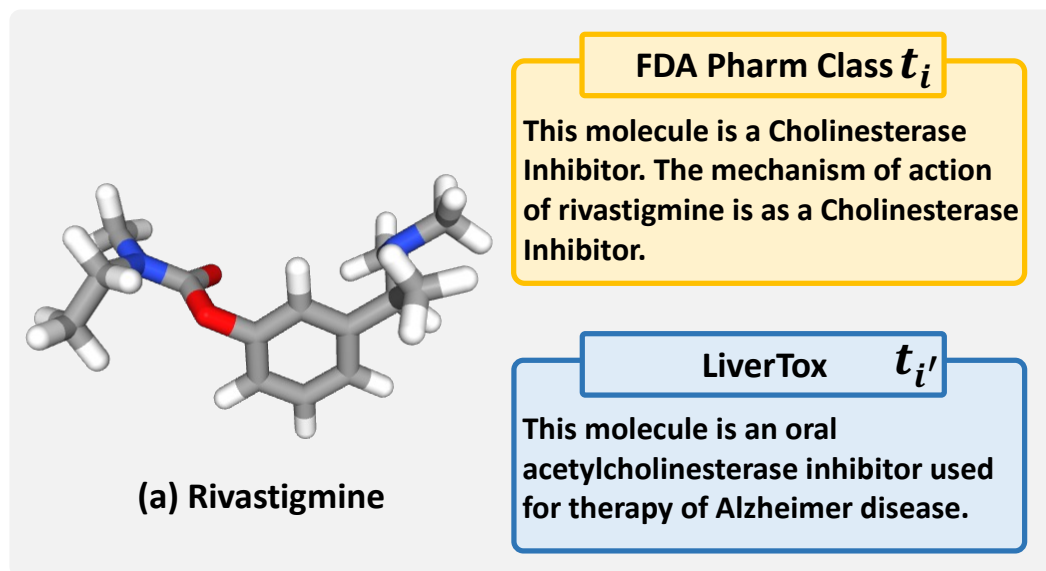 FDA Pharm Class t_i
This molecule is a Cholinesterase
Inhibitor. The mechanism of action
of rivastigmine is as a Cholinesterase
Inhibitor.
LiverTox t_{i'}
This molecule is an oral
acetylcholinesterase inhibitor used
for therapy of Alzheimer disease.
(a) Rivastigmine